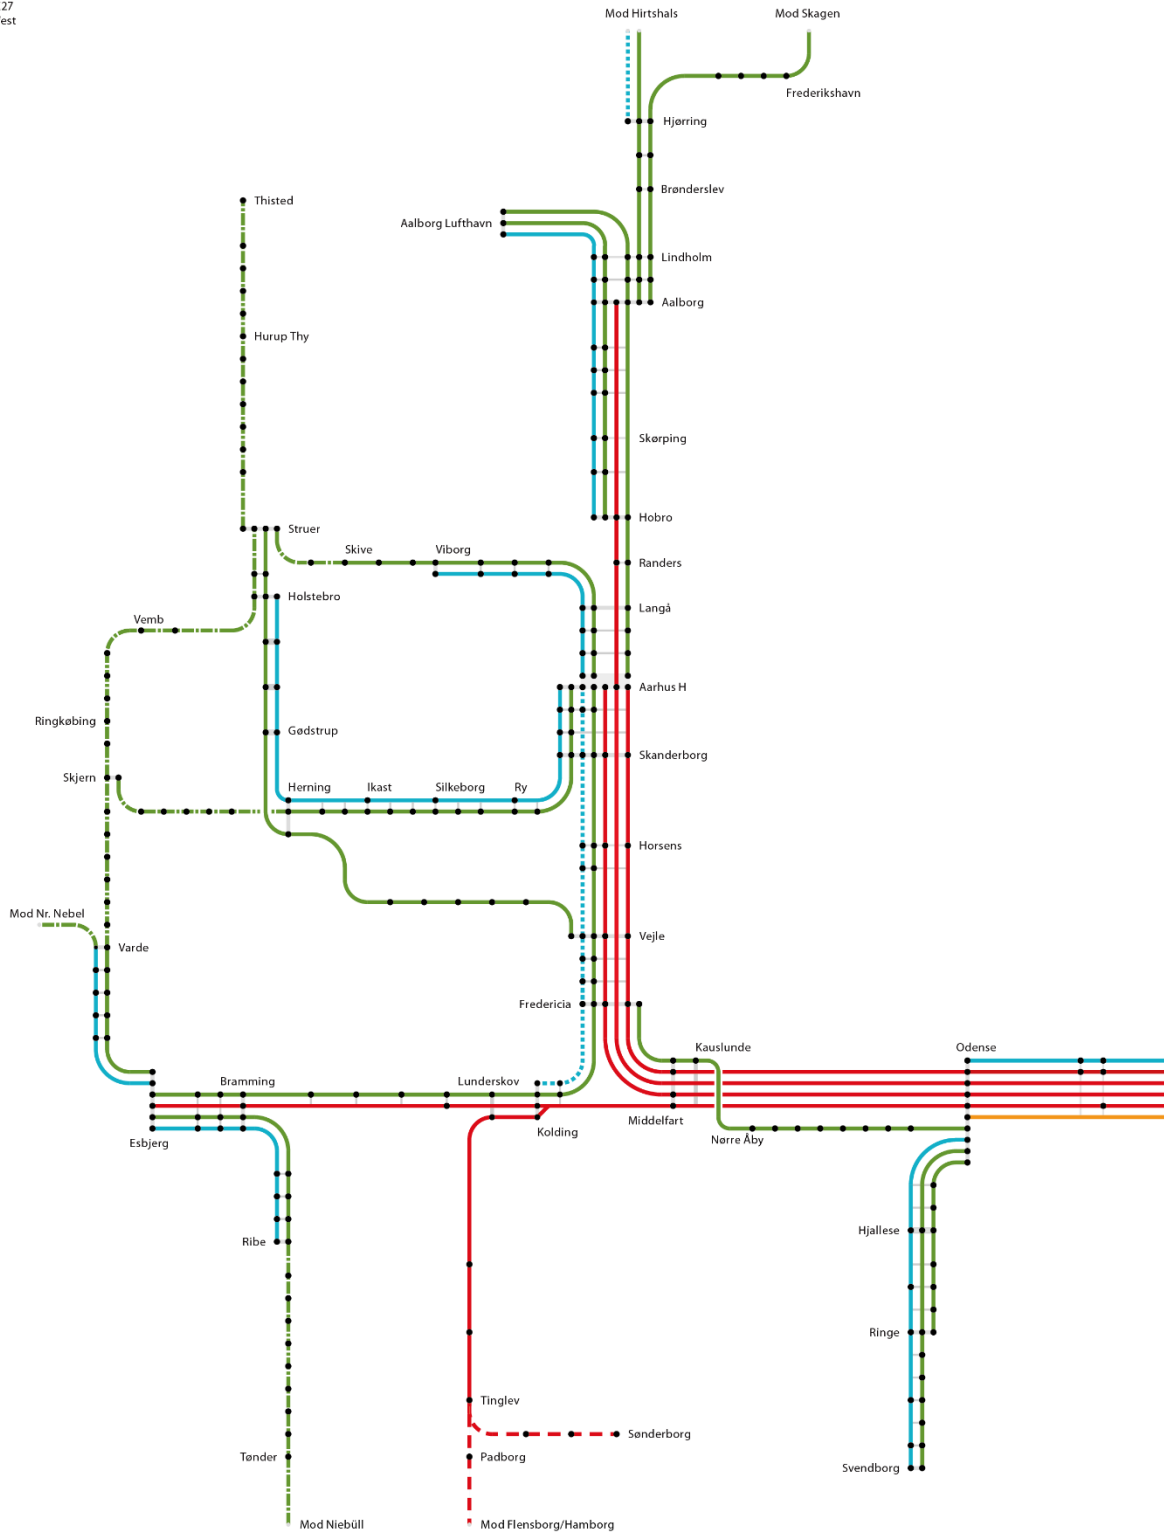 27
Mod Hirtshals
Mod Skagen
Frederikshavn
Hjørring
Brønderslev
Thisted
Aalborg Lufthavn
Lindholm
Aalborg
Hurup Thy
Skørping
Hobro
Struer
Skive
Viborg
Randers
Holstebro
Langå
Vemb
Aarhus H
Ringkøbing
Gødstrup
Skanderborg
Skjern
Herning
Ikast
Silkeborg
Ry
Horsens
Mod Nr. Nebel
Varde
Vejle
Fredericia
Kauslunde
Odense
Bramming
Lunderskov
Esbjerg
Kolding
Middelfart
Nørre Åby
Ribe
Hjallese
Ringe
Tinglev
Sønderborg
Tønder
Padborg
Svendborg
Mod Niebüll
Mod Flensborg/Hamborg